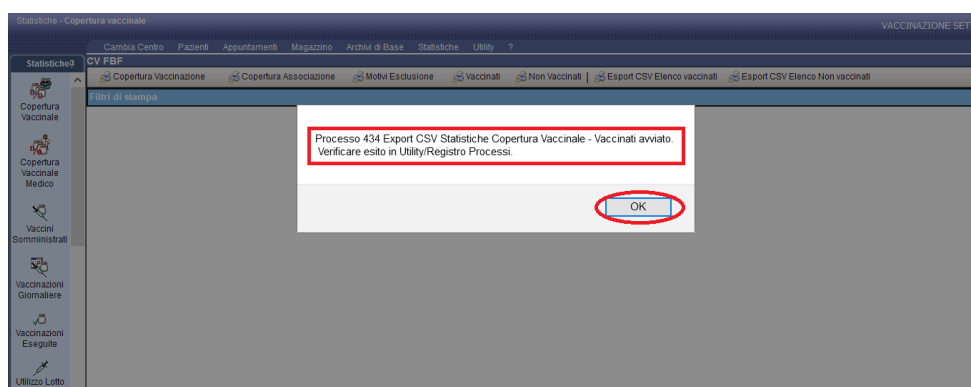 Statistiche - Copertura vaccinale
VACCINAZIONE SET
Cambia Centro Pazienti Appuntamenti Magazzino Archivi di Base Statistiche Utility ?
Statistiche
CV FBF
Copertura Vaccinazione Copertura Associazione Motivi Esclusione Vaccinati Non Vaccinati | Esport CSV Elenco vaccinati Esport CSV Elenco Non vaccinati
Filtri di stampa
Copertura
Vaccinale
Copertura
Vaccinale
Medico
Vaccini
Somministrati
Vaccinazioni
Giornaliere
Vaccinazioni
Eseguite
Utilizzo Lotto
Processo 434 Export CSV Statistiche Copertura Vaccinale - Vaccinati avviato.
Verificare esito in Utility/Registro Processi.
OK